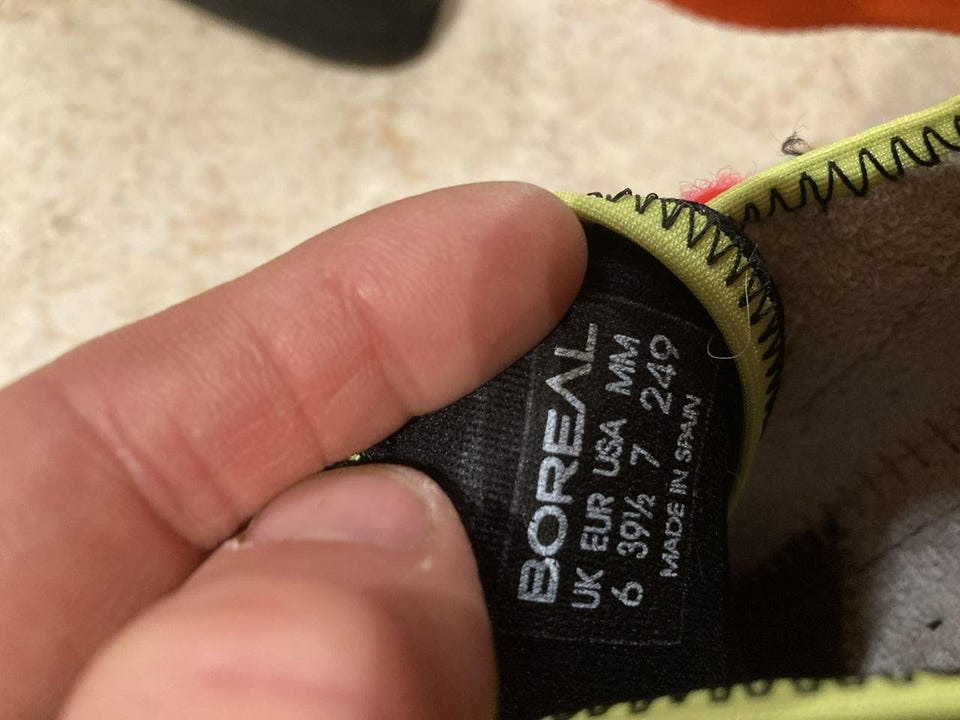 BOREAL
UK EUR USA MM
6 39½ 7 249
MADE IN SPAIN